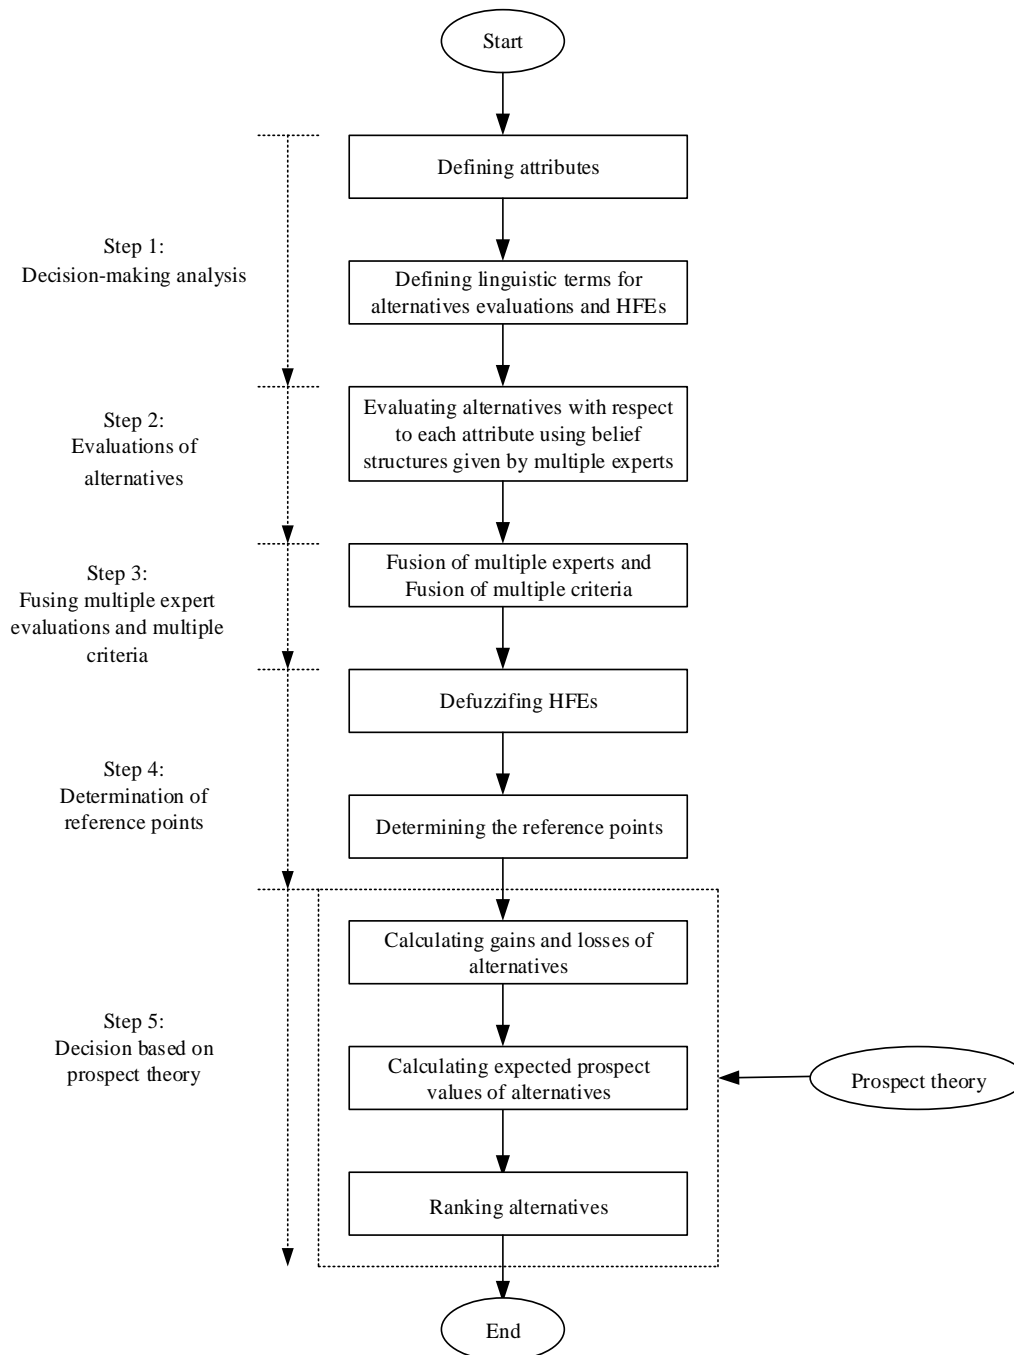 Start
Defining attributes
Step 1:
Decision-making analysis
Defining linguistic terms for
alternatives evaluations and HFEs
Step 2:
Evaluations of
alternatives
Evaluating alternatives with respect
to each attribute using belief
structures given by multiple experts
Step 3:
Fusing multiple expert
evaluations and multiple
criteria
Fusion of multiple experts and
Fusion of multiple criteria
Defuzzifing HFEs
Step 4:
Determination of
reference points
Determining the reference points
Calculating gains and losses of
alternatives
Step 5:
Decision based on
prospect theory
Calculating expected prospect
values of alternatives
Prospect theory
Ranking alternatives
End